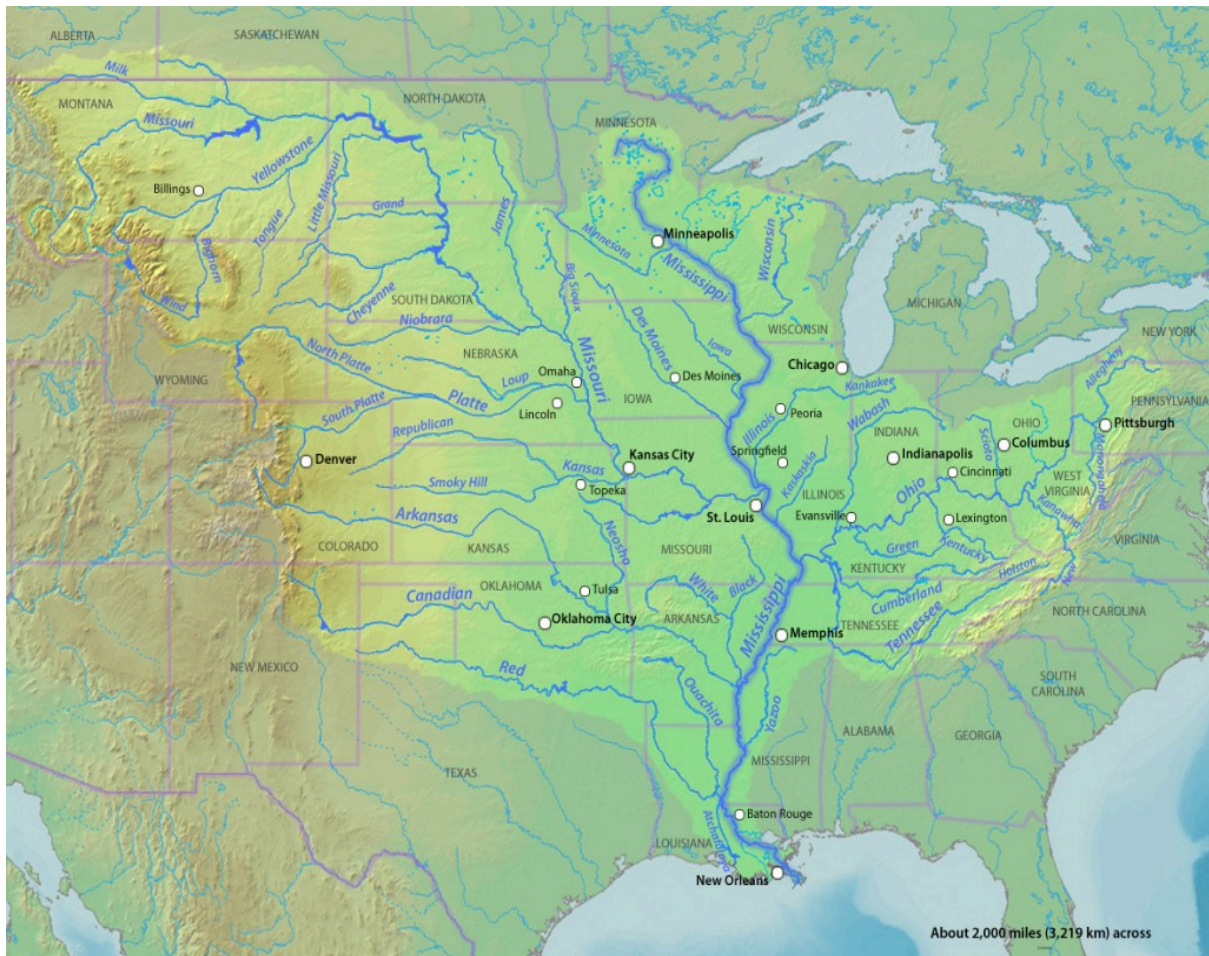 ALBERTA
SASKATCHEWAN
Milk
MONTANA
NORTH DAKOTA
MINNESOTA
Missouri
Yellowstone
Billings
Little Missouri
Tongue
Bighorn
Grand
James
Minneapolis
Minnesota
Mississippi
Wisconsin
Big Sioux
Wind
Cheyenne
SOUTH DAKOTA
MICHIGAN
Niobrara
WISCONSIN
NEW YORK
North Platte
NEBRASKA
Missouri
Des Moines
Iowa
Chicago
Allegheny
WYOMING
Loup
Omaha
Des Moines
Kankakee
PENNSYLVANIA
South Platte
Platte
Lincoln
IOWA
Illinois
Peoria
Wabash
OHIO
Pittsburgh
Republican
INDIANA
Scioto
Columbus
Monongahela
Denver
Kansas City
Springfield
Indianapolis
Kansas
Kaskaskia
Cincinnati
WEST
VIRGINIA
Smoky Hill
Topeka
ILLINOIS
Ohio
Kanawha
Arkansas
St. Louis
Evansville
Lexington
COLORADO
KANSAS
Neosho
MISSOURI
Green
Kentucky
VIRGINIA
KENTUCKY
Holston
New
OKLAHOMA
Tulsa
White
Black
Mississippi
Cumberland
Canadian
Oklahoma City
ARKANSAS
TENNESSEE
Tennessee
NORTH CAROLINA
Memphis
NEW MEXICO
Red
Ouachita
SOUTH
CAROLINA
Yazoo
ALABAMA
GEORGIA
TEXAS
MISSISSIPPI
Baton Rouge
LOUISIANA
Atchafalaya
New Orleans
About 2,000 miles (3,219 km) across